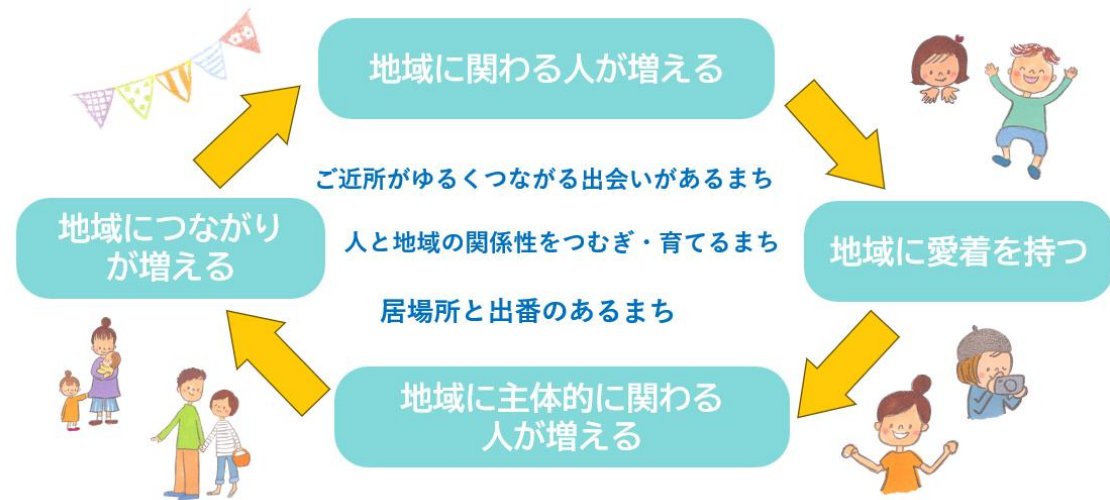 地域に関わる人が増える
ご近所がゆるくつながる出会いがあるまち
地域につながり
が増える
人と地域の関係性をつむぎ・育てるまち
地域に愛着を持つ
居場所と出番のあるまち
地域に主体的に関わる
人が増える